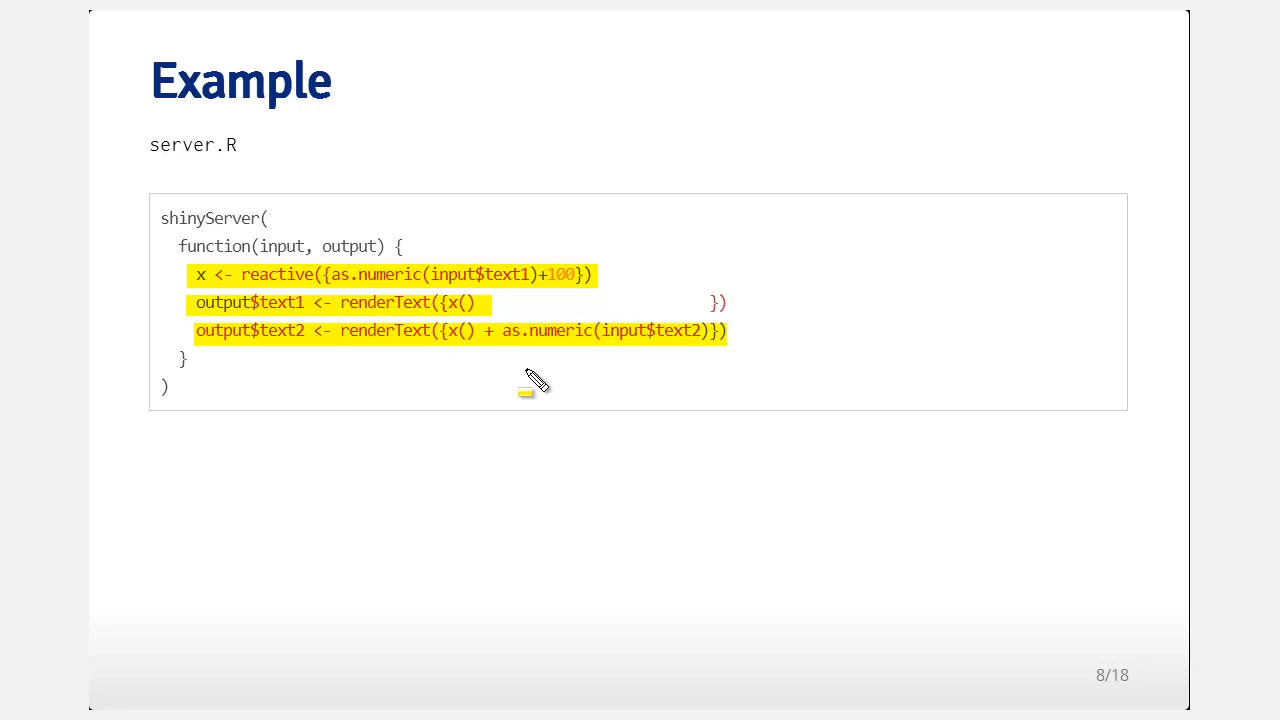 Example
server.R
shinyServer(
  function(input, output) {
    x <- reactive({as.numeric(input$text1)+100})
    output$text1 <- renderText({x()                          })
    output$text2 <- renderText({x() + as.numeric(input$text2)})
  }
)
8/18